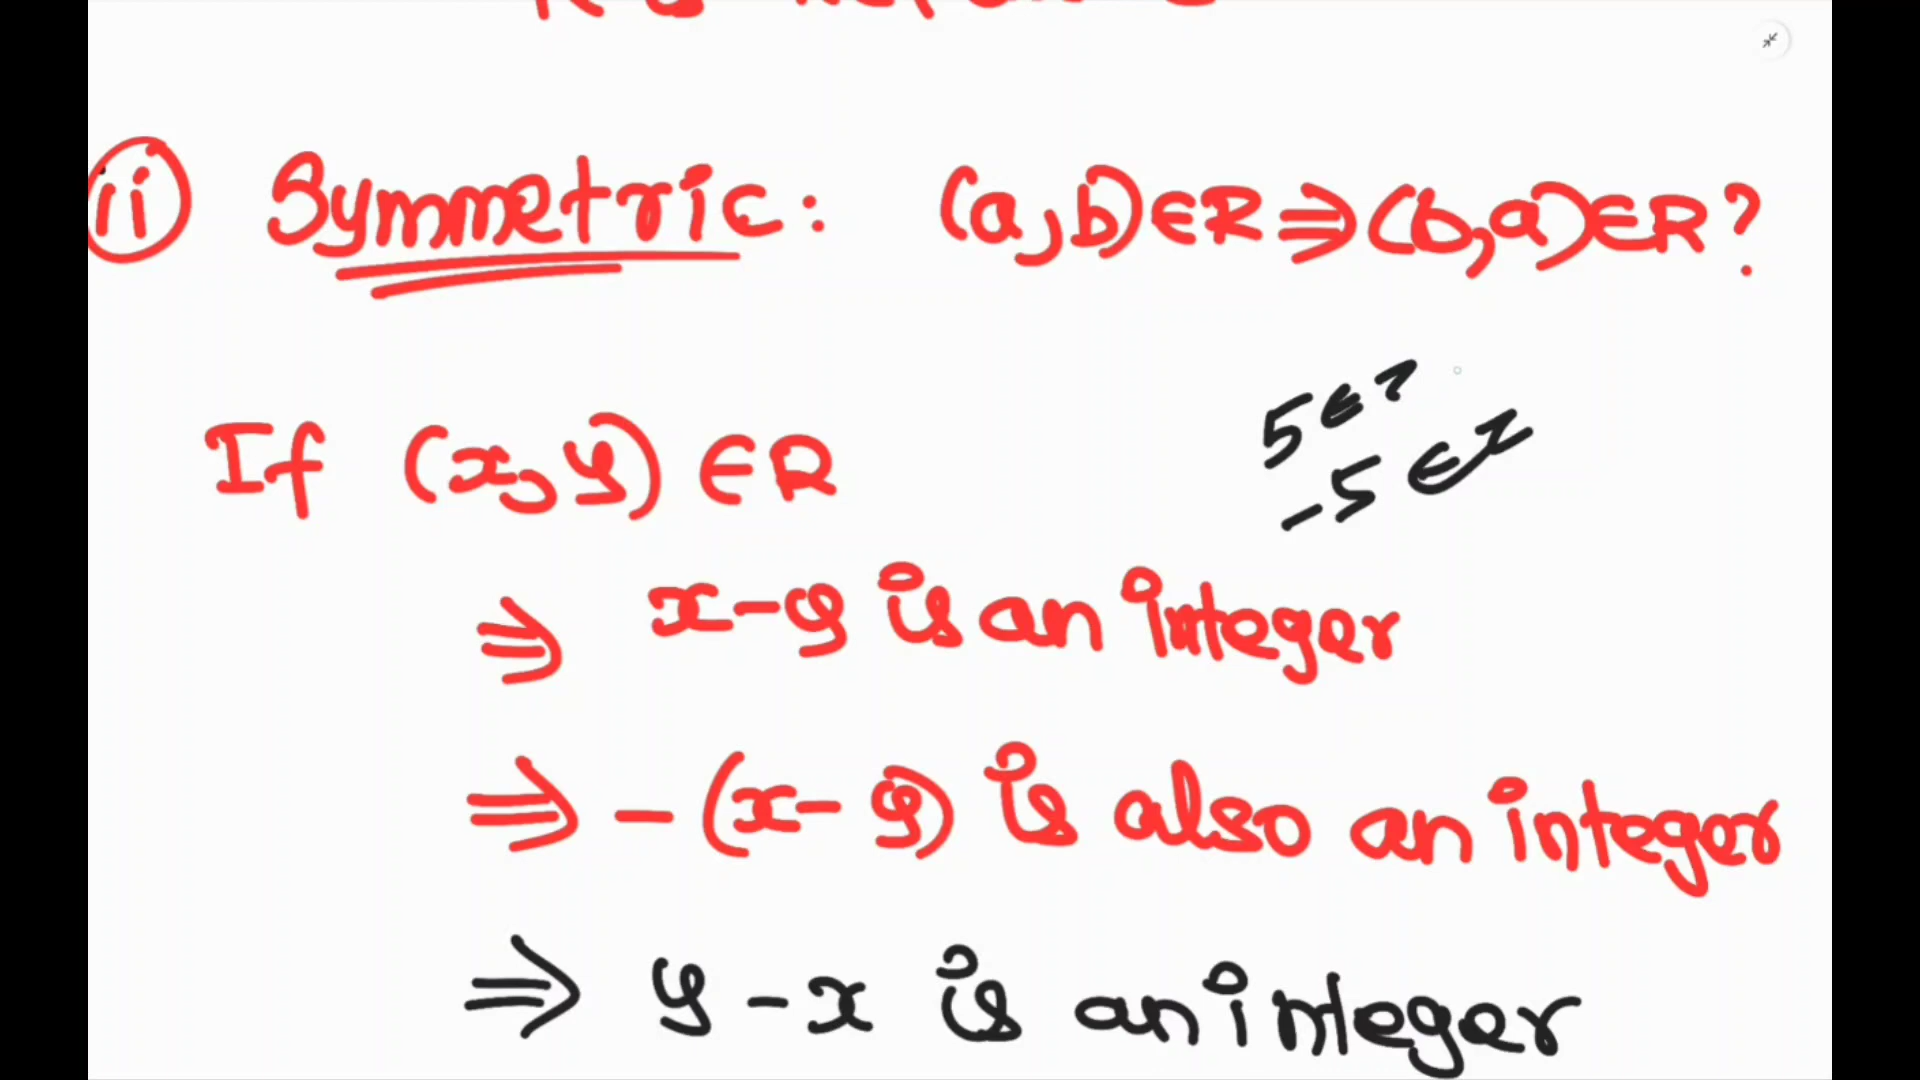 (ii) Symmetric: (a,b)∈R⇒(b,a)∈R?
If (x,y)∈R
5∈z
-5∈z
⇒ x-y is an integer
⇒ -(x-y) is also an integer
⇒ y-x is an integer